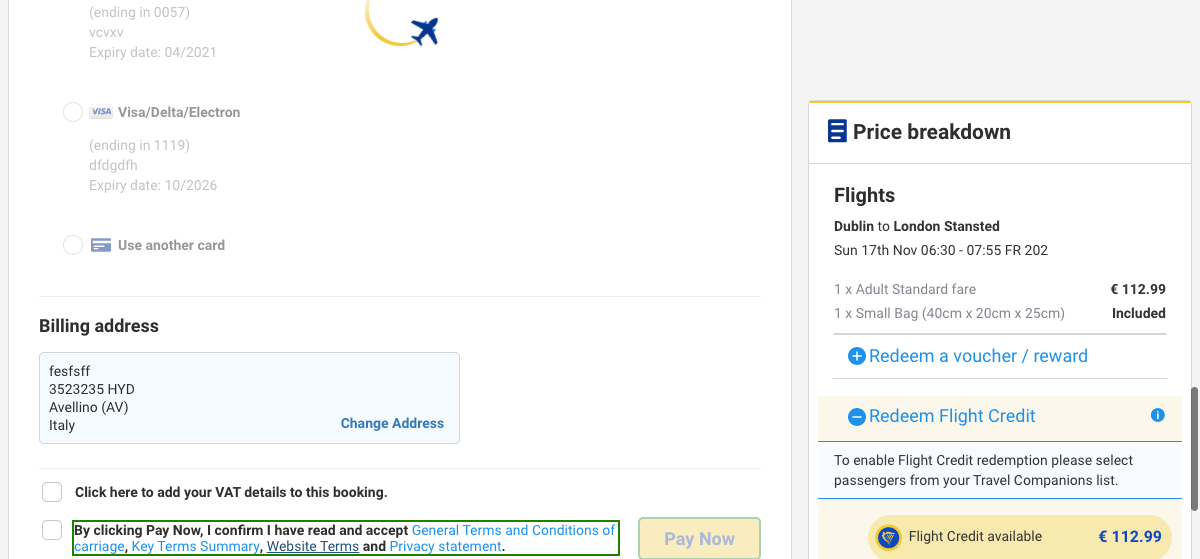 (ending in 0057)
vcvxv
Expiry date: 04/2021
VISA Visa/Delta/Electron
(ending in 1119)
dfdgdfh
Expiry date: 10/2026
Use another card
Billing address
fesfsff
3523235 HYD
Avellino (AV)
Italy
Change Address
Click here to add your VAT details to this booking.
By clicking Pay Now, I confirm I have read and accept General Terms and Conditions of
carriage, Key Terms Summary, Website Terms and Privacy statement.
Pay Now
Price breakdown
Flights
Dublin to London Stansted
Sun 17th Nov 06:30 - 07:55 FR 202
1 x Adult Standard fare € 112.99
1 x Small Bag (40cm x 20cm x 25cm) Included
Redeem a voucher / reward
Redeem Flight Credit
To enable Flight Credit redemption please select
passengers from your Travel Companions list.
Flight Credit available € 112.99